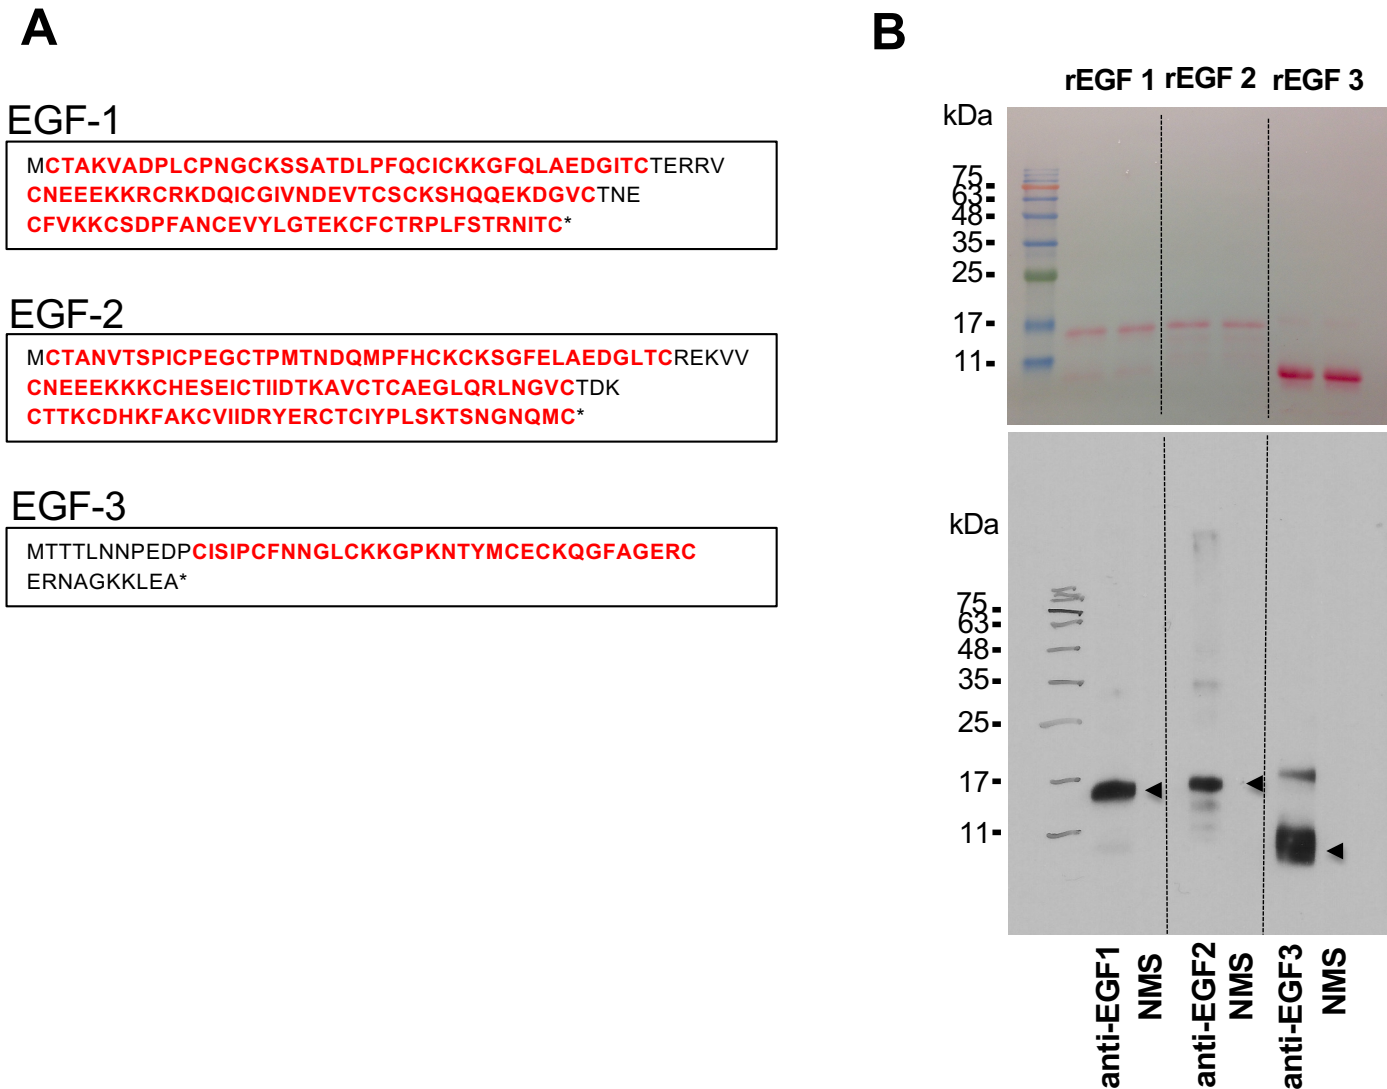 A
EGF-1
MCTAKVADPLCPNGCKSSATDLPFQCICKKGFQLAEDGITCTERRV
CNEEEKKRCRKDQICGIVNDEVTCSCKSHQQEKDGVCTNE
CFVKKCSDPFANCEVYLGTEKCFCTRPLFSTRNITC*
EGF-2
MCTANVTSPICPEGCTPMTNDQMPFHCKCKSGFELAEDGLTCREKVV
CNEEEKKKKCHESEICTIIDTKAVCTCAEGLQRLNGVCTDK
CTTKCDHKFAKCVIIDRYERCTCIYPLSKTSNGNQMC*
EGF-3
MTTTLNNPEDPCISIPCFNNGLCKKGPKNTYMCECKQGFAGERC
ERNAGKKLEA*
B
rEGF 1 rEGF 2 rEGF 3
kDa
75
63
48
35
25
17
11
kDa
75
63
48
35
25
17
11
anti-EGF1
NMS
anti-EGF2
NMS
anti-EGF3
NMS